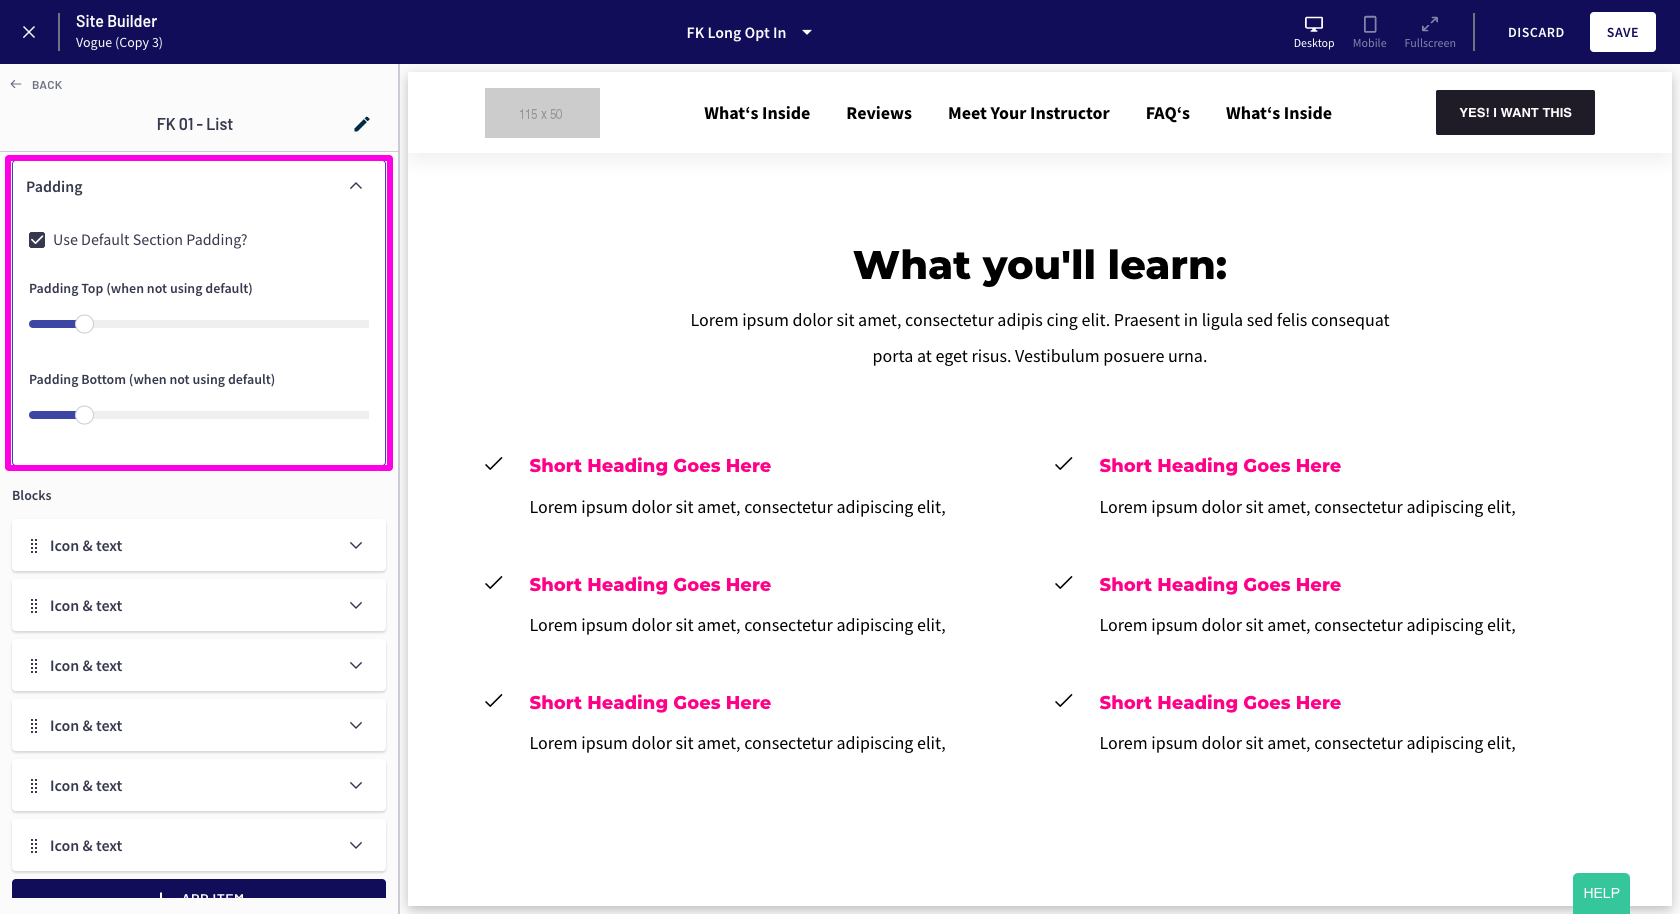 Site Builder
Vogue (Copy 3)
FK Long Opt In
Desktop
Mobile
Fullscreen
DISCARD
SAVE
BACK
FK 01 - List
Padding
Use Default Section Padding?
Padding Top (when not using default)
Padding Bottom (when not using default)
Blocks
Icon & text
Icon & text
Icon & text
Icon & text
Icon & text
Icon & text
ADD ITEM
115 x 50
What‘s Inside
Reviews
Meet Your Instructor
FAQ‘s
What‘s Inside
YES! I WANT THIS
What you'll learn:
Lorem ipsum dolor sit amet, consectetur adipis cing elit. Praesent in ligula sed felis consequat
porta at eget risus. Vestibulum posuere urna.
Short Heading Goes Here
Lorem ipsum dolor sit amet, consectetur adipiscing elit,
Short Heading Goes Here
Lorem ipsum dolor sit amet, consectetur adipiscing elit,
Short Heading Goes Here
Lorem ipsum dolor sit amet, consectetur adipiscing elit,
Short Heading Goes Here
Lorem ipsum dolor sit amet, consectetur adipiscing elit,
Short Heading Goes Here
Lorem ipsum dolor sit amet, consectetur adipiscing elit,
Short Heading Goes Here
Lorem ipsum dolor sit amet, consectetur adipiscing elit,
HELP